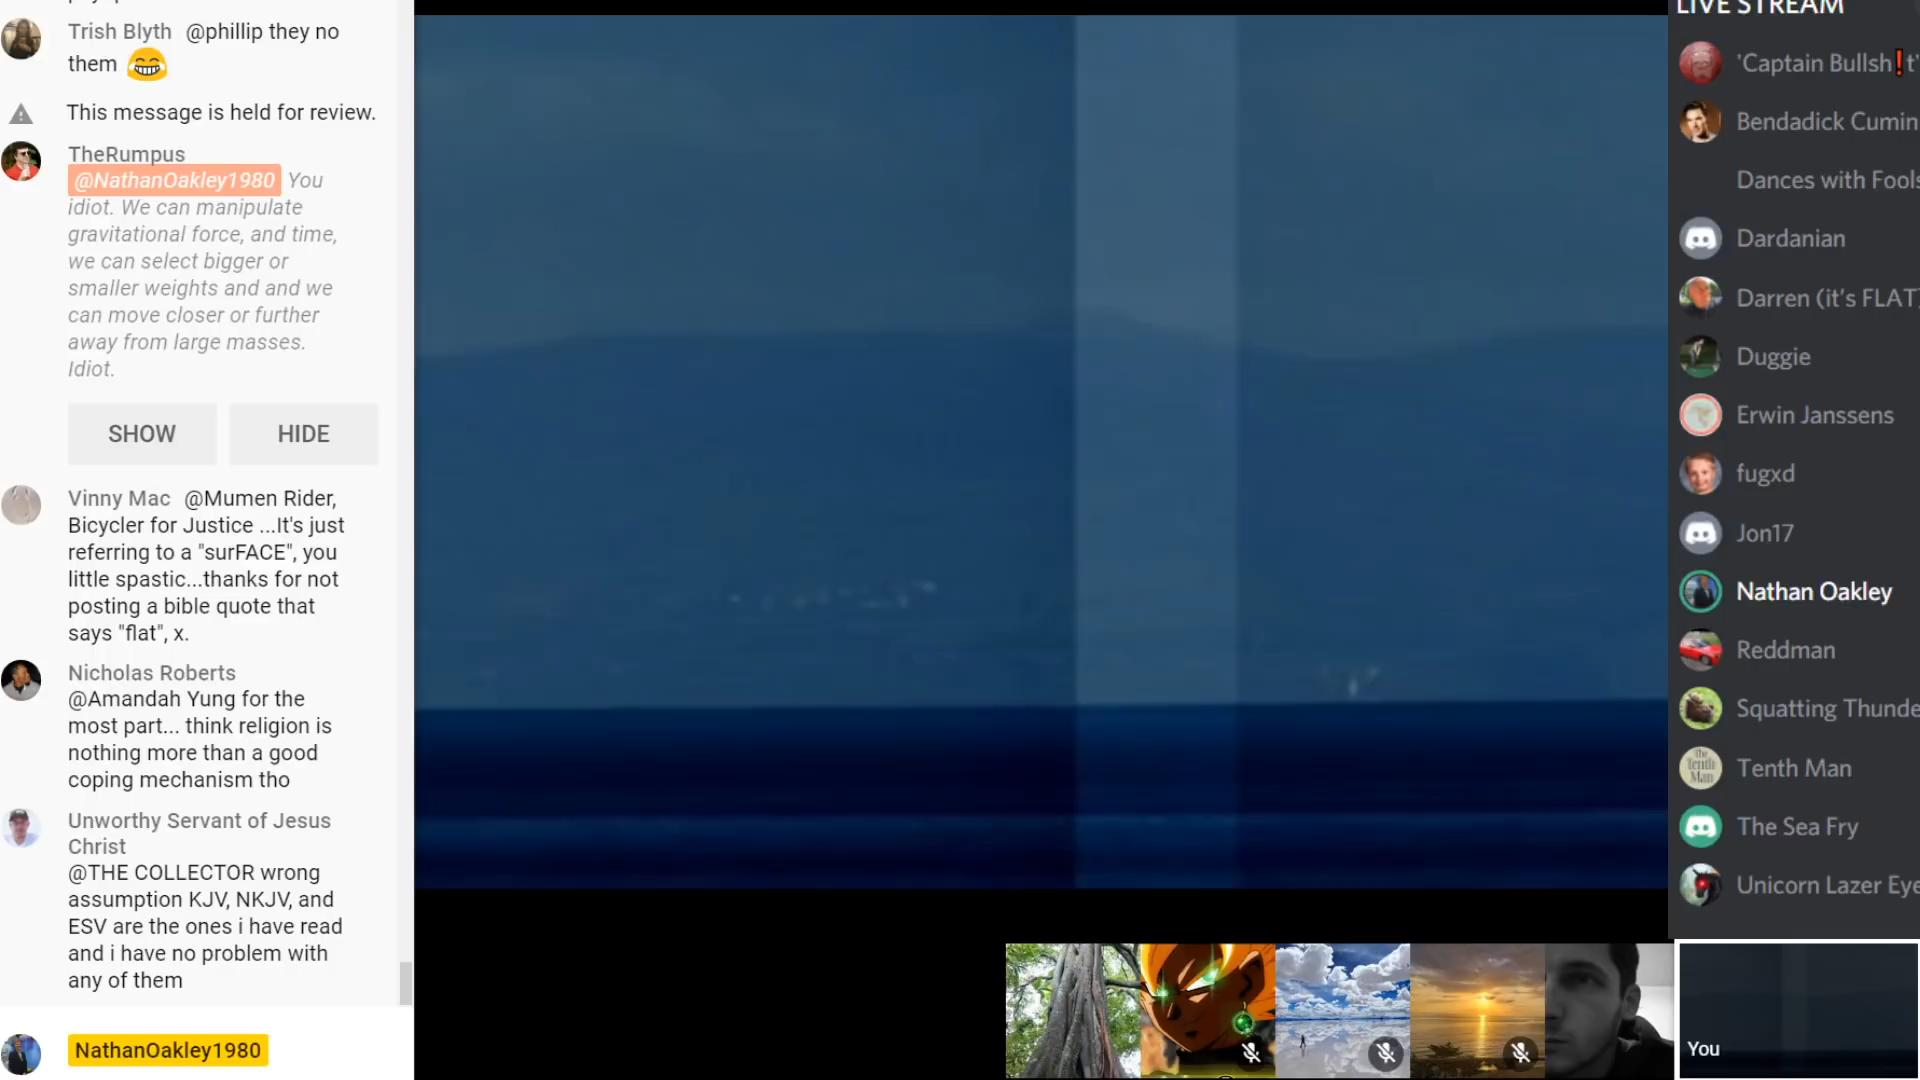 Trish Blyth @phillip they no
them 😂
This message is held for review.
TheRumpus
@NathanOakley1980 You
idiot. We can manipulate
gravitational force, and time,
we can select bigger or
smaller weights and and we
can move closer or further
away from large masses.
Idiot.
SHOW HIDE
Vinny Mac @Mumen Rider,
Bicycler for Justice ...It's just
referring to a "surFACE", you
little spastic...thanks for not
posting a bible quote that
says "flat", x.
Nicholas Roberts
@Amandah Yung for the
most part... think religion is
nothing more than a good
coping mechanism tho
Unworthy Servant of Jesus
Christ
@THE COLLECTOR wrong
assumption KJV, NKJV, and
ESV are the ones i have read
and i have no problem with
any of them
NathanOakley1980
LIVE STREAM
'Captain Bullsh❗t'
Bendadick Cumin
Dances with Fools
Dardanian
Darren (it's FLAT)
Duggie
Erwin Janssens
fugxd
Jon17
Nathan Oakley
Reddman
Squatting Thunde
Tenth Man
The Tenth Man
The Sea Fry
Unicorn Lazer Eye
You